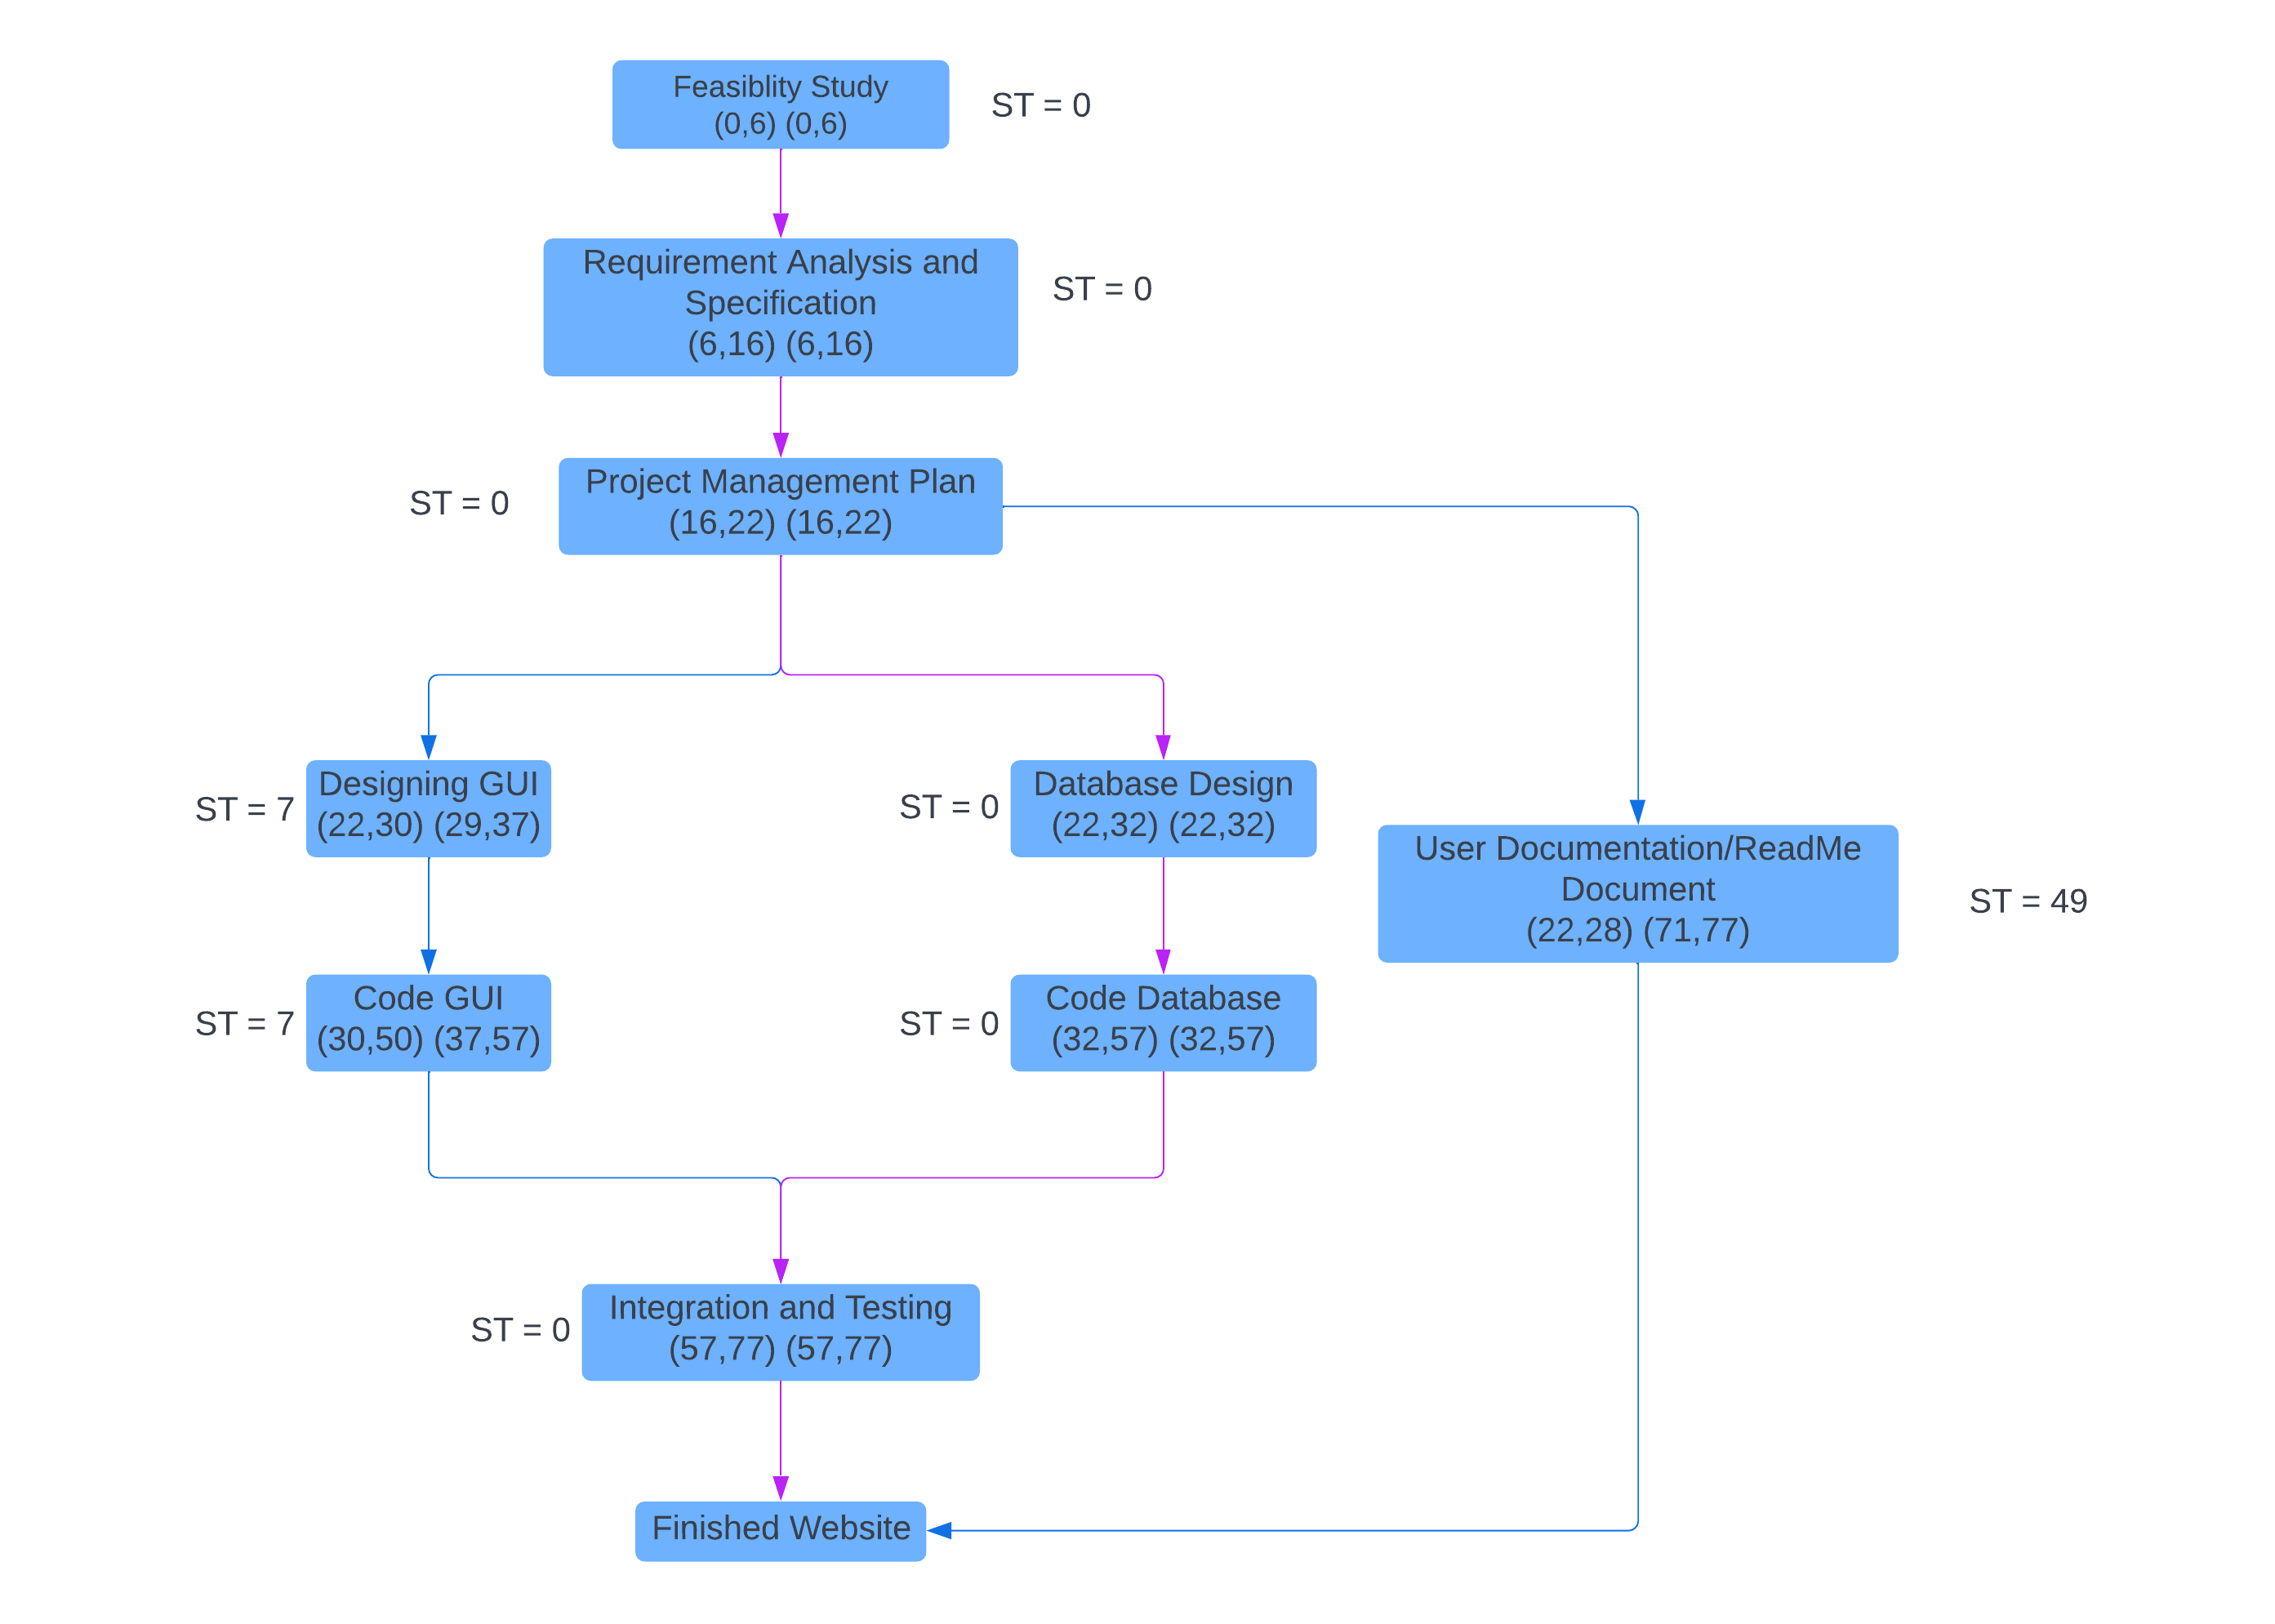 Feasiblity Study
(0,6) (0,6)
ST = 0
Requirement Analysis and
Specification
(6,16) (6,16)
ST = 0
ST = 0
Project Management Plan
(16,22) (16,22)
ST = 7
Designing GUI
(22,30) (29,37)
ST = 0
Database Design
(22,32) (22,32)
User Documentation/ReadMe
Document
(22,28) (71,77)
ST = 49
ST = 7
Code GUI
(30,50) (37,57)
ST = 0
Code Database
(32,57) (32,57)
ST = 0
Integration and Testing
(57,77) (57,77)
Finished Website